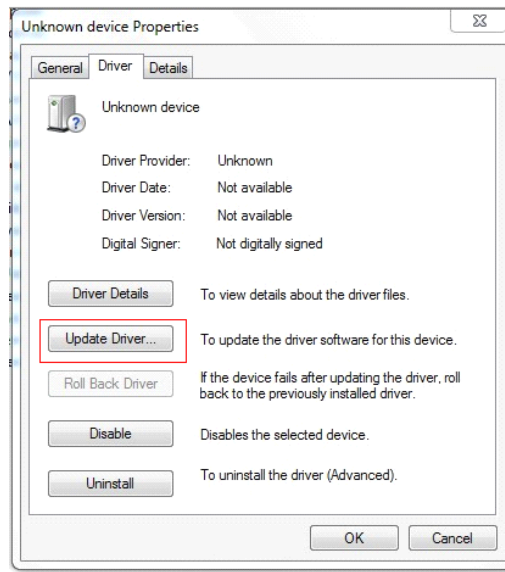 Unknown device Properties
General Driver Details
Unknown device
Driver Provider: Unknown
Driver Date: Not available
Driver Version: Not available
Digital Signer: Not digitally signed
Driver Details To view details about the driver files.
Update Driver... To update the driver software for this device.
Roll Back Driver If the device fails after updating the driver, roll
back to the previously installed driver.
Disable Disables the selected device.
Uninstall To uninstall the driver (Advanced).
OK Cancel